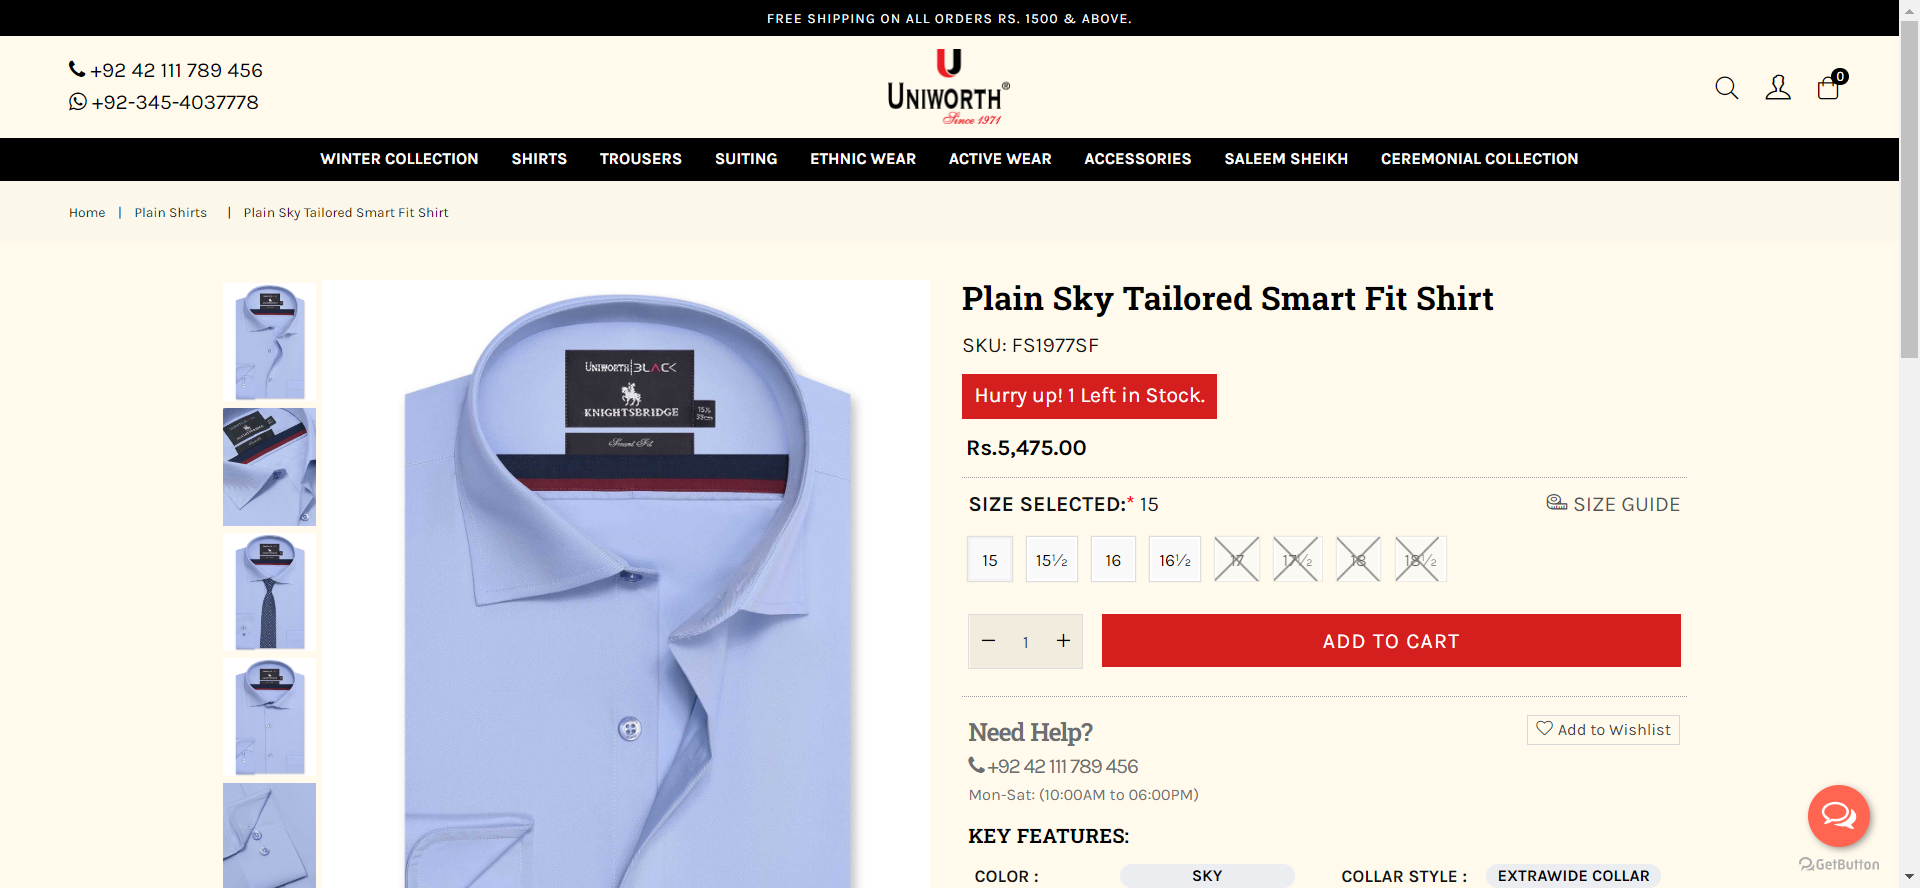 FREE SHIPPING ON ALL ORDERS RS. 1500 & ABOVE.
+92 42 111 789 456
+92-345-4037778
UNIWORTH®
Since 1971
0
WINTER COLLECTION SHIRTS TROUSERS SUITING ETHNIC WEAR ACTIVE WEAR ACCESSORIES SALEEM SHEIKH CEREMONIAL COLLECTION
Home | Plain Shirts | Plain Sky Tailored Smart Fit Shirt
UNIWORTH|BLACK
KNIGHTSBRIDGE
15½
39cm
Smart Fit
Plain Sky Tailored Smart Fit Shirt
SKU: FS1977SF
Hurry up! 1 Left in Stock.
Rs.5,475.00
SIZE SELECTED:* 15
SIZE GUIDE
15 15½ 16 16½ 17 17½ 18 18½
− 1 +
ADD TO CART
Need Help?
Add to Wishlist
+92 42 111 789 456
Mon-Sat: (10:00AM to 06:00PM)
KEY FEATURES:
COLOR : SKY COLLAR STYLE : EXTRAWIDE COLLAR
GetButton